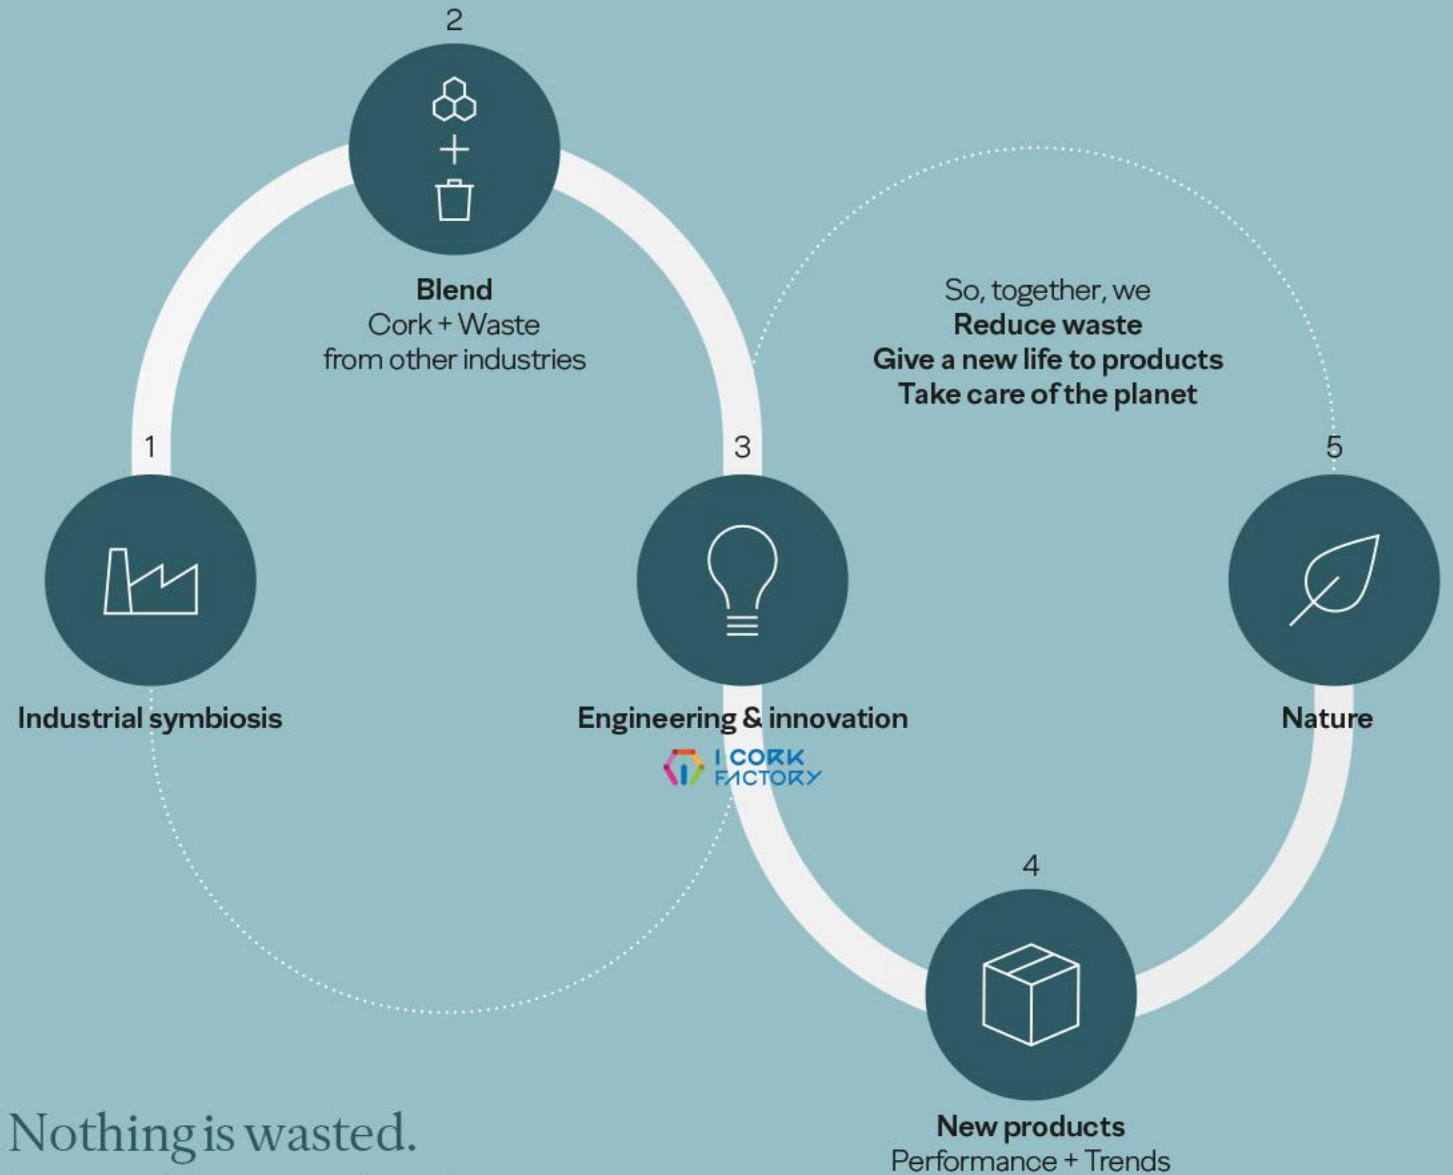 2
Blend
Cork + Waste
from other industries
So, together, we
Reduce waste
Give a new life to products
Take care of the planet
1
3
5
Industrial symbiosis
Engineering & innovation
Nature
I CORK
FACTORY
4
Nothing is wasted.
New products
Performance + Trends